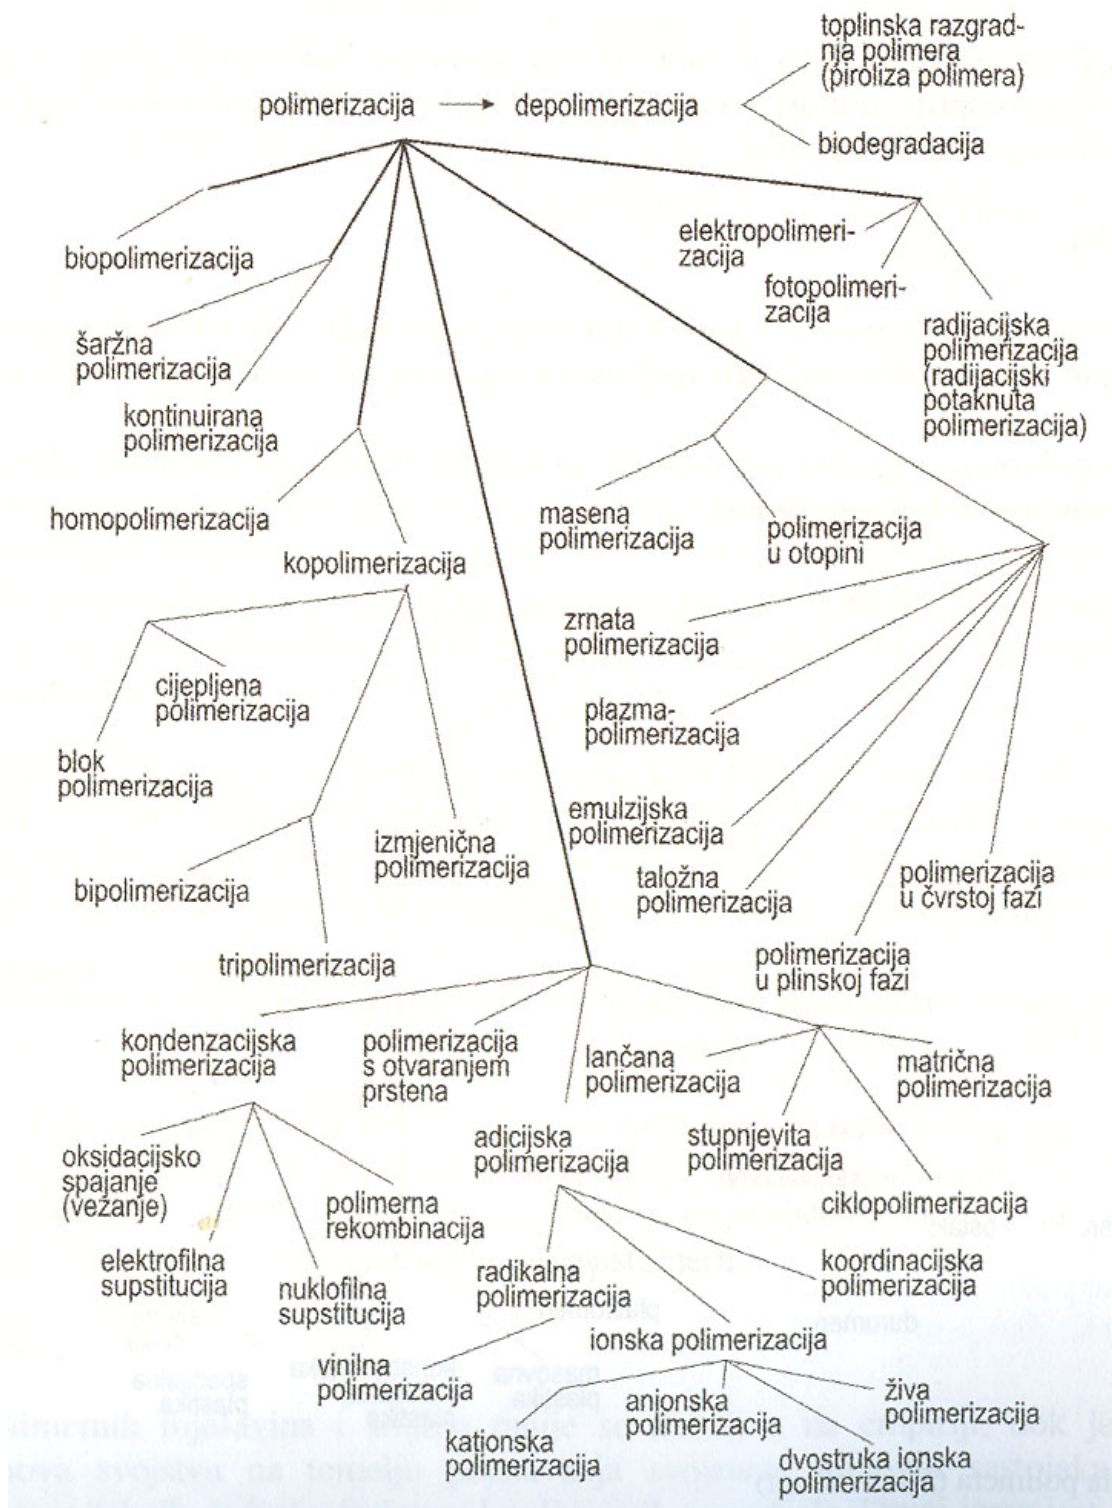 toplinska razgrad-
nja polimera
(piroliza polimera)
polimerizacija
depolimerizacija
biodegradacija
elektropolimeri-
zacija
biopolimerizacija
fotopolimeri-
zacija
radijacijska
polimerizacija
(radijacijski
potaknuta
polimerizacija)
šaržna
polimerizacija
kontinuirana
polimerizacija
homopolimerizacija
masena
polimerizacija
polimerizacija
u otopini
kopolimerizacija
zrnata
polimerizacija
cijepljena
polimerizacija
plazma-
polimerizacija
blok
polimerizacija
emulzijska
polimerizacija
izmjenična
polimerizacija
taložna
polimerizacija
polimerizacija
u čvrstoj fazi
bipolimerizacija
tripolimerizacija
polimerizacija
u plinskoj fazi
kondenzacijska
polimerizacija
polimerizacija
s otvaranjem
prstena
lančana
polimerizacija
matrična
polimerizacija
adicijska
polimerizacija
stupnjevita
polimerizacija
oksidacijsko
spajanje
(vezanje)
polimerna
rekombinacija
ciklopolimerizacija
elektrofilna
supstitucija
nuklofilna
supstitucija
radikalna
polimerizacija
koordinacijska
polimerizacija
ionska polimerizacija
vinilna
polimerizacija
anjonska
polimerizacija
živa
polimerizacija
kationska
polimerizacija
dvostruka ionska
polimerizacija